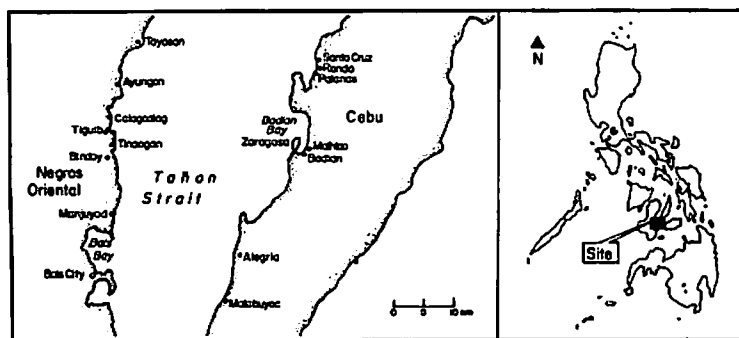 Tayasan
Ayungan
Calagcalag
Tiguib
Tinaogan
Bindoy
Negros
Oriental
Manjuyod
Bais
Bay
Bais City
Tañon
Strait
Santa Cruz
Ronda
Palanas
Cebu
Badian
Bay
Zaragosa
Malhiao
Badian
Alegria
Malabuyoc
0 5 10 km
N
Site